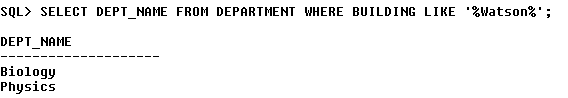 SQL> SELECT DEPT_NAME FROM DEPARTMENT WHERE BUILDING LIKE '%Watson%';
DEPT_NAME
--------------------
Biology
Physics